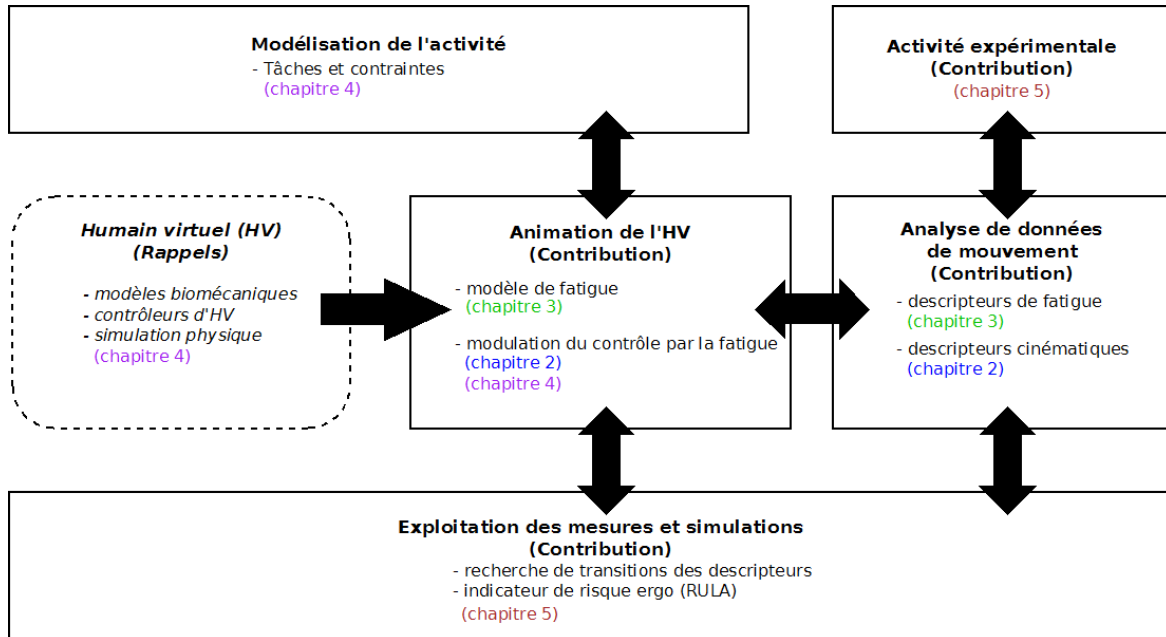 Modélisation de l'activité
- Tâches et contraintes
(chapitre 4)
Activité expérimentale
(Contribution)
(chapitre 5)
Humain virtuel (HV)
(Rappels)
- modèles biomécaniques
- contrôleurs d'HV
- simulation physique
(chapitre 4)
Animation de l'HV
(Contribution)
- modèle de fatigue
(chapitre 3)
- modulation du contrôle par la fatigue
(chapitre 2)
(chapitre 4)
Analyse de données
de mouvement
(Contribution)
- descripteurs de fatigue
(chapitre 3)
- descripteurs cinématiques
(chapitre 2)
Exploitation des mesures et simulations
(Contribution)
- recherche de transitions des descripteurs
- indicateur de risque ergo (RULA)
(chapitre 5)